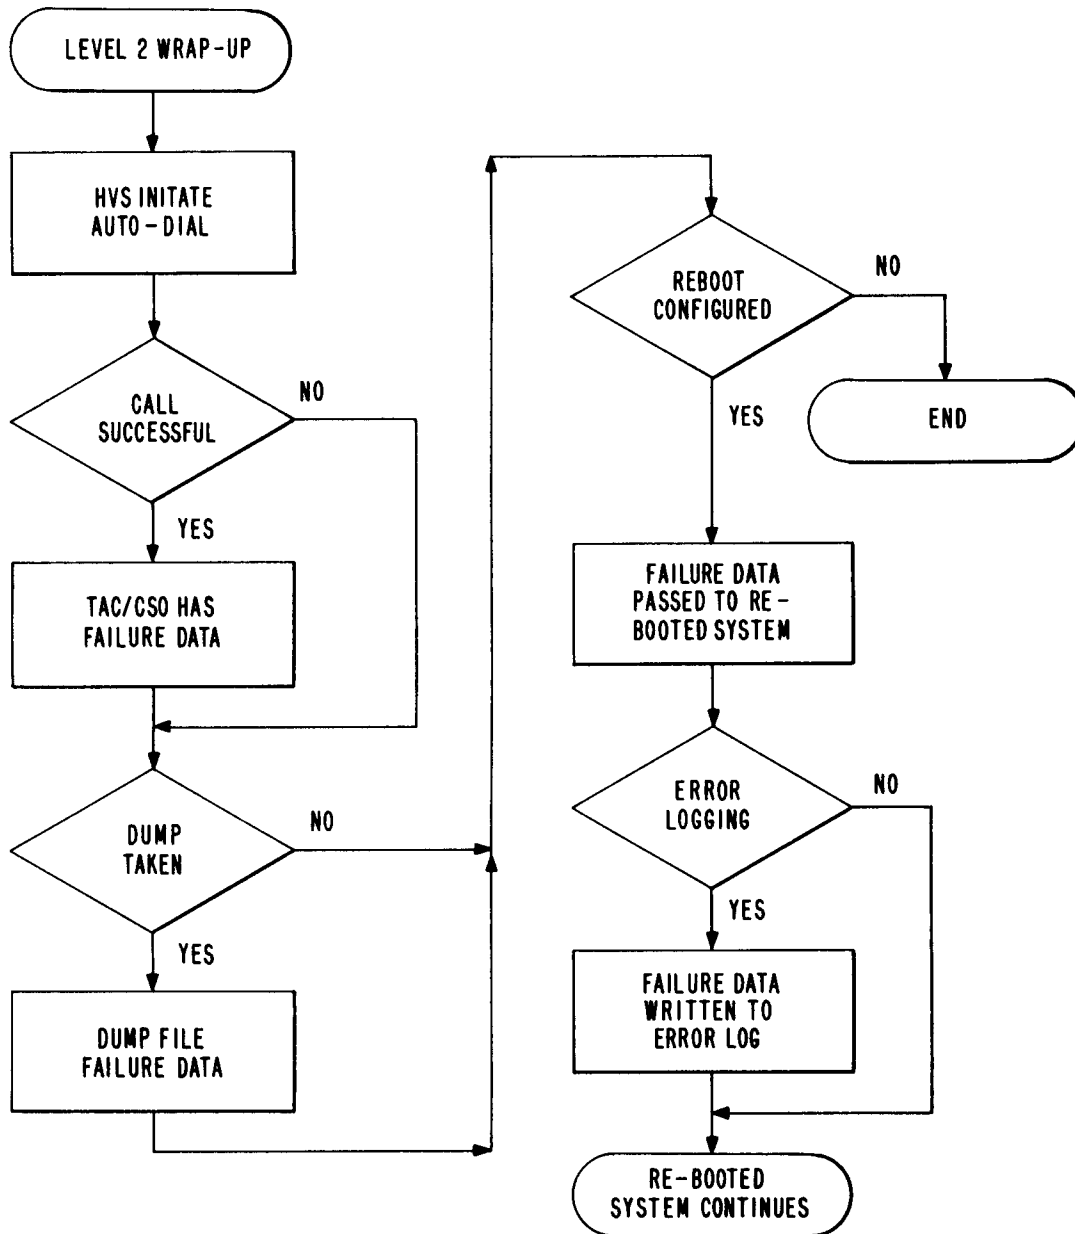 LEVEL 2 WRAP-UP
HVS INITATE
AUTO-DIAL
CALL
SUCCESSFUL
NO
YES
TAC/CSO HAS
FAILURE DATA
DUMP
TAKEN
NO
YES
DUMP FILE
FAILURE DATA
REBOOT
CONFIGURED
NO
END
YES
FAILURE DATA
PASSED TO RE-
BOOTED SYSTEM
ERROR
LOGGING
NO
YES
FAILURE DATA
WRITTEN TO
ERROR LOG
RE-BOOTED
SYSTEM CONTINUES